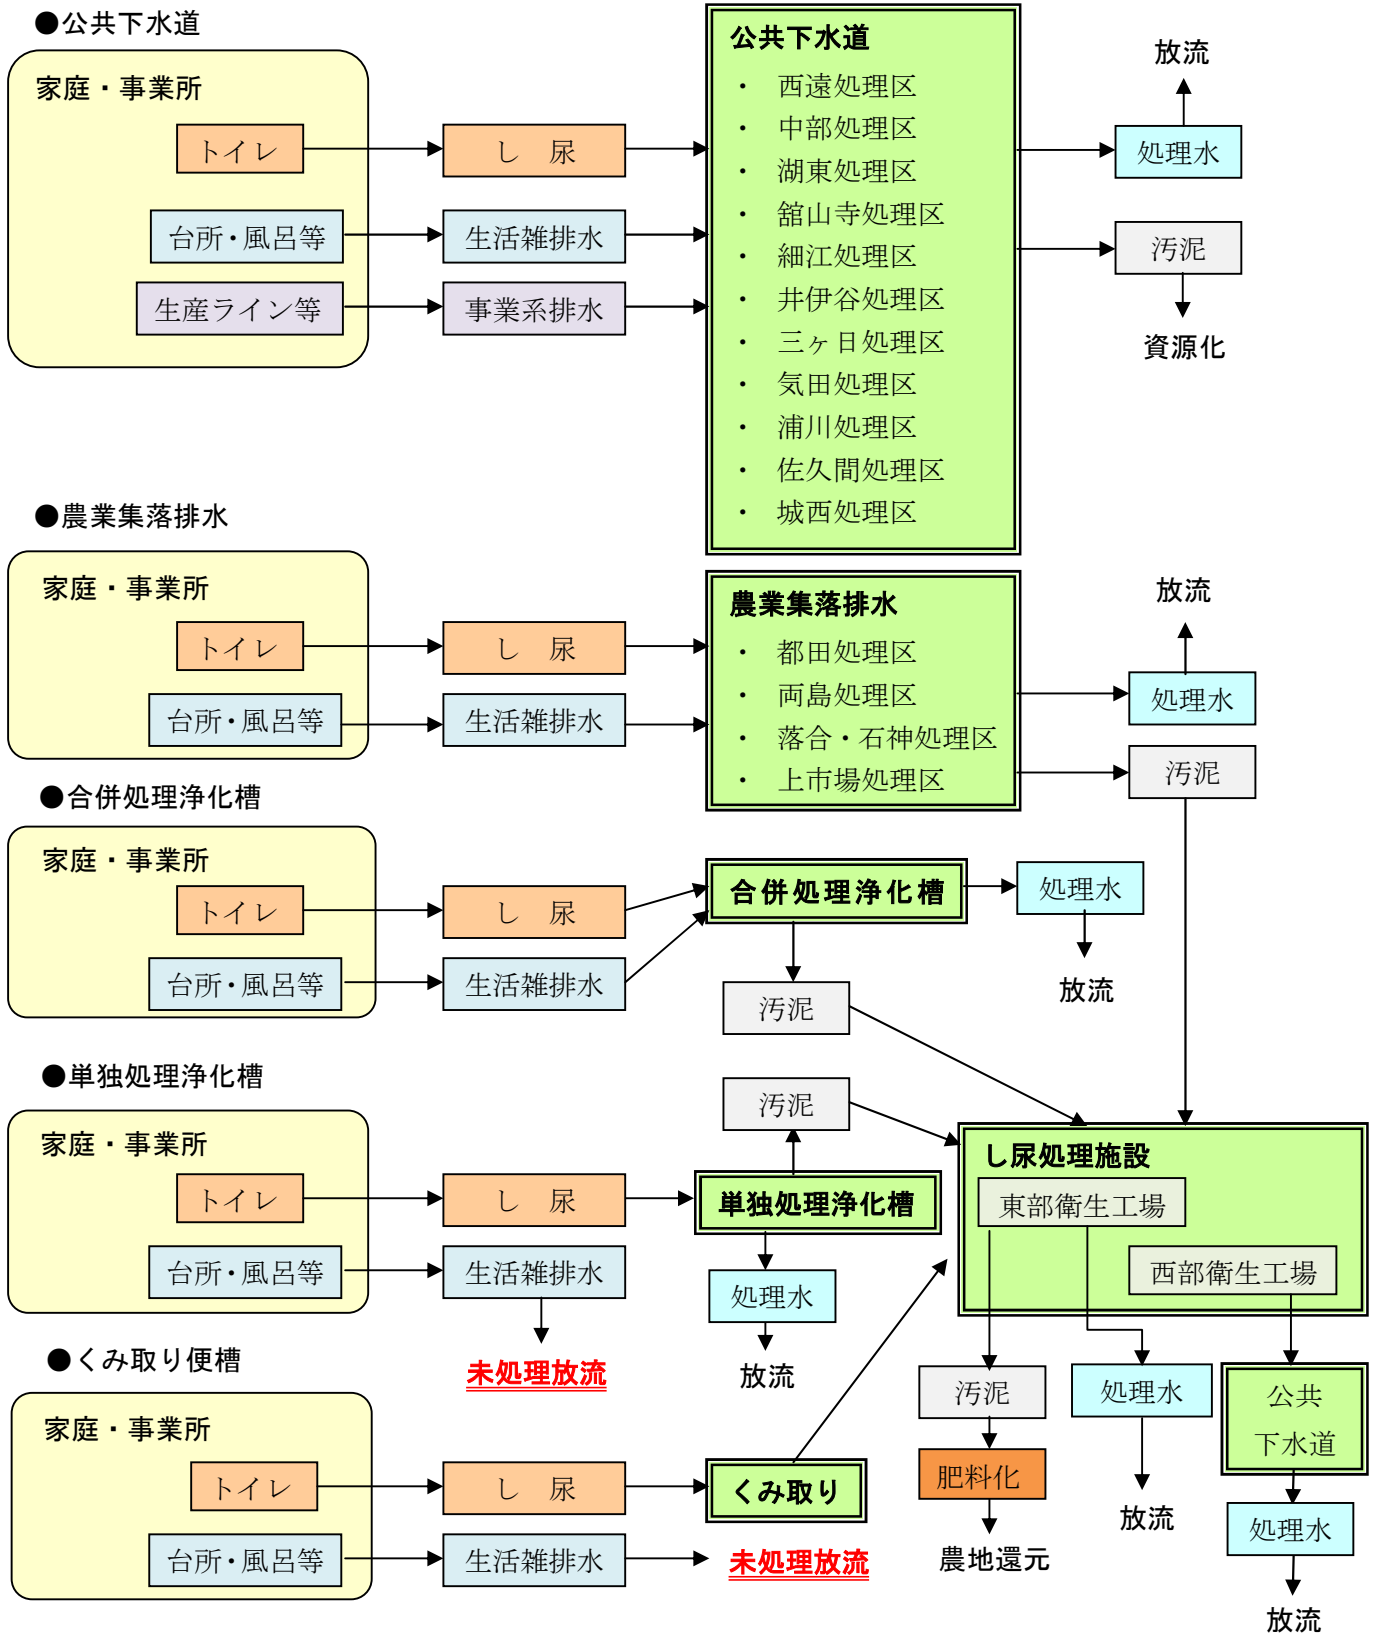 ●公共下水道
家庭・事業所
トイレ
し　尿
台所・風呂等
生活雑排水
生産ライン等
事業系排水
公共下水道
・　西遠処理区
・　中部処理区
・　湖東処理区
・　舘山寺処理区
・　細江処理区
・　井伊谷処理区
・　三ヶ日処理区
・　気田処理区
・　浦川処理区
・　佐久間処理区
・　城西処理区
放流
処理水
汚泥
資源化
●農業集落排水
家庭・事業所
トイレ
し　尿
台所・風呂等
生活雑排水
農業集落排水
・　都田処理区
・　両島処理区
・　落合・石神処理区
・　上市場処理区
放流
処理水
汚泥
●合併処理浄化槽
家庭・事業所
トイレ
し　尿
台所・風呂等
生活雑排水
合併処理浄化槽
処理水
放流
汚泥
●単独処理浄化槽
家庭・事業所
トイレ
し　尿
台所・風呂等
生活雑排水
未処理放流
汚泥
単独処理浄化槽
処理水
放流
し尿処理施設
東部衛生工場
西部衛生工場
●くみ取り便槽
家庭・事業所
トイレ
し　尿
台所・風呂等
生活雑排水
くみ取り
未処理放流
汚泥
肥料化
農地還元
処理水
放流
公共
下水道
処理水
放流